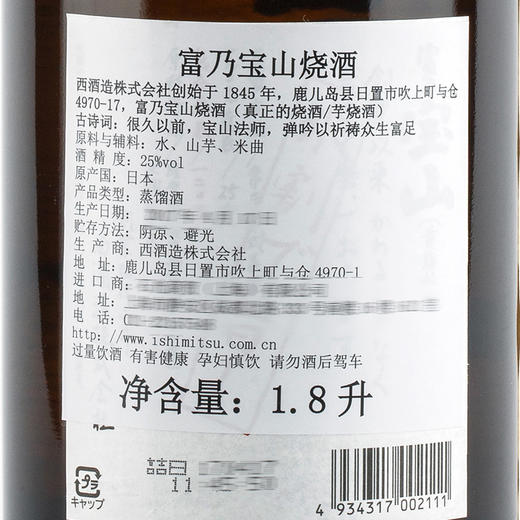 富乃宝山烧酒
西酒造株式会社创始于 1845 年，鹿儿岛县日置市吹上町与仓
4970-17，富乃宝山烧酒（真正的烧酒/芋烧酒）
古诗词：很久以前，宝山法师，弹吟以祈祷众生富足
原料与辅料：水、山芋、米曲
酒 精 度：25%vol
原产国：日本
产品类型：蒸馏酒
生产日期：
贮存方法：阴凉、避光
生 产 商：西酒造株式会社
地 址：鹿儿岛县日置市吹上町与仓 4970-1
进 口 商：
地 址：
电 话：
http://www.ishimitsu.com.cn
过量饮酒 有害健康 孕妇慎饮 请勿酒后驾车
净含量：1.8 升
詰日
11
プラ
キャップ
4 934317 002111